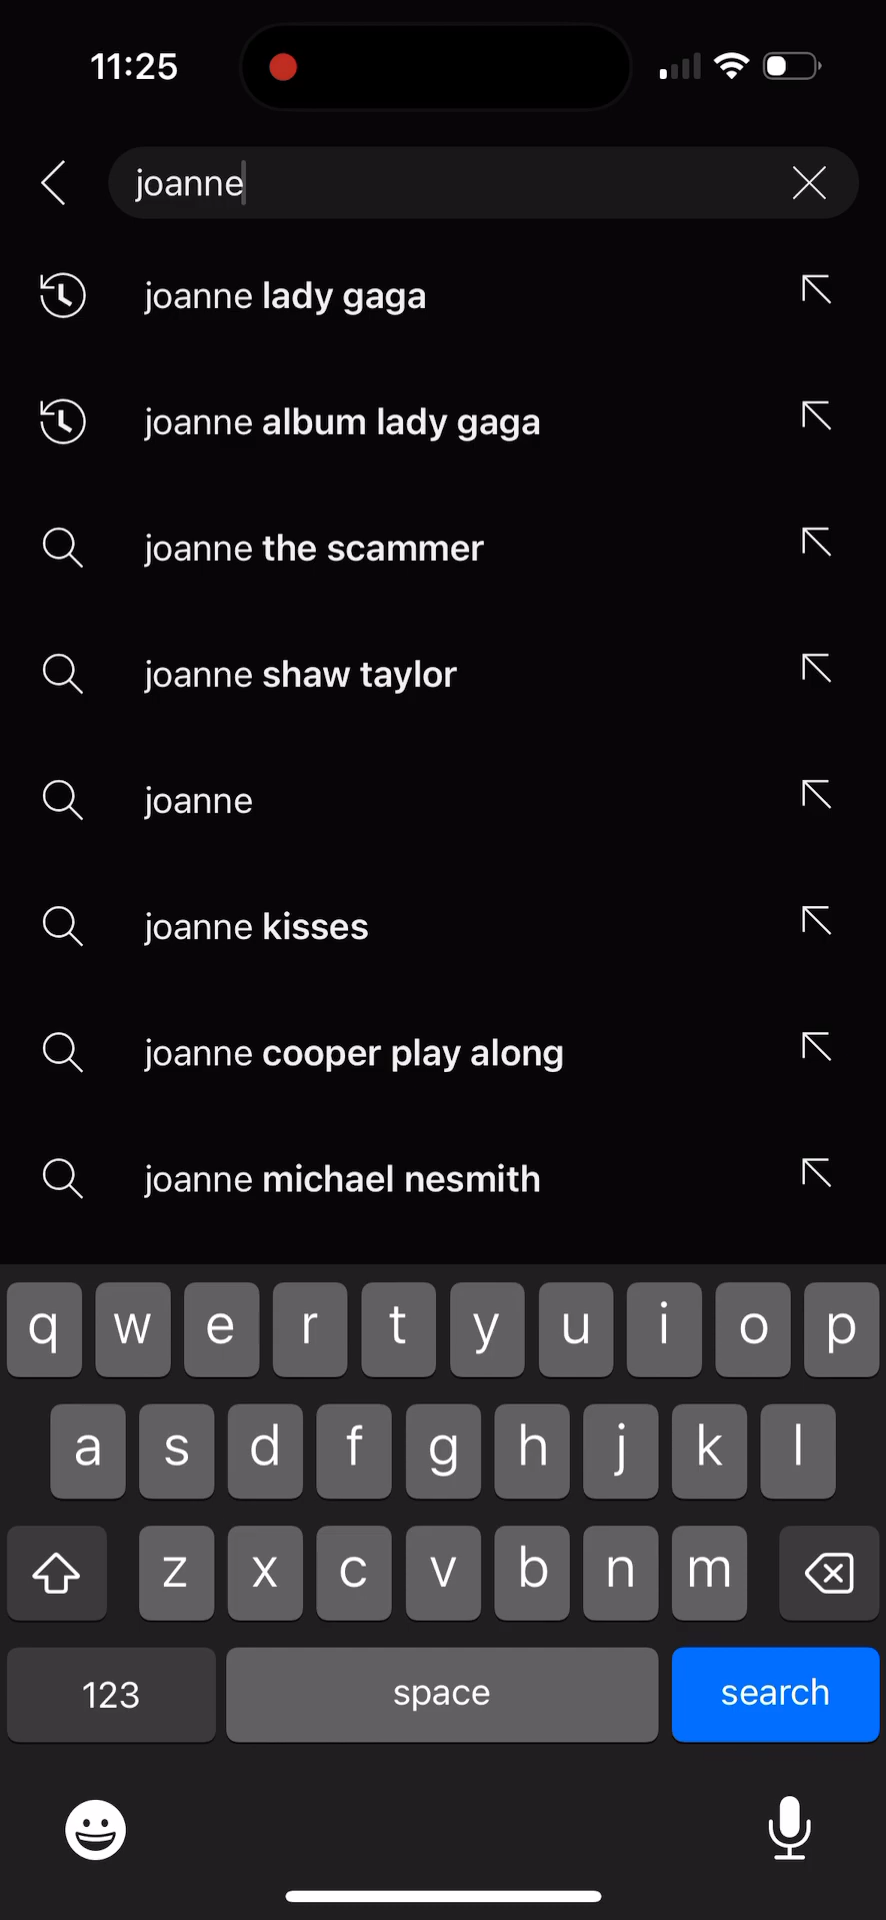 11:25
joanne
joanne lady gaga
joanne album lady gaga
joanne the scammer
joanne shaw taylor
joanne
joanne kisses
joanne cooper play along
joanne michael nesmith
q w e r t y u i o p
a s d f g h j k l
z x c v b n m
123 space search